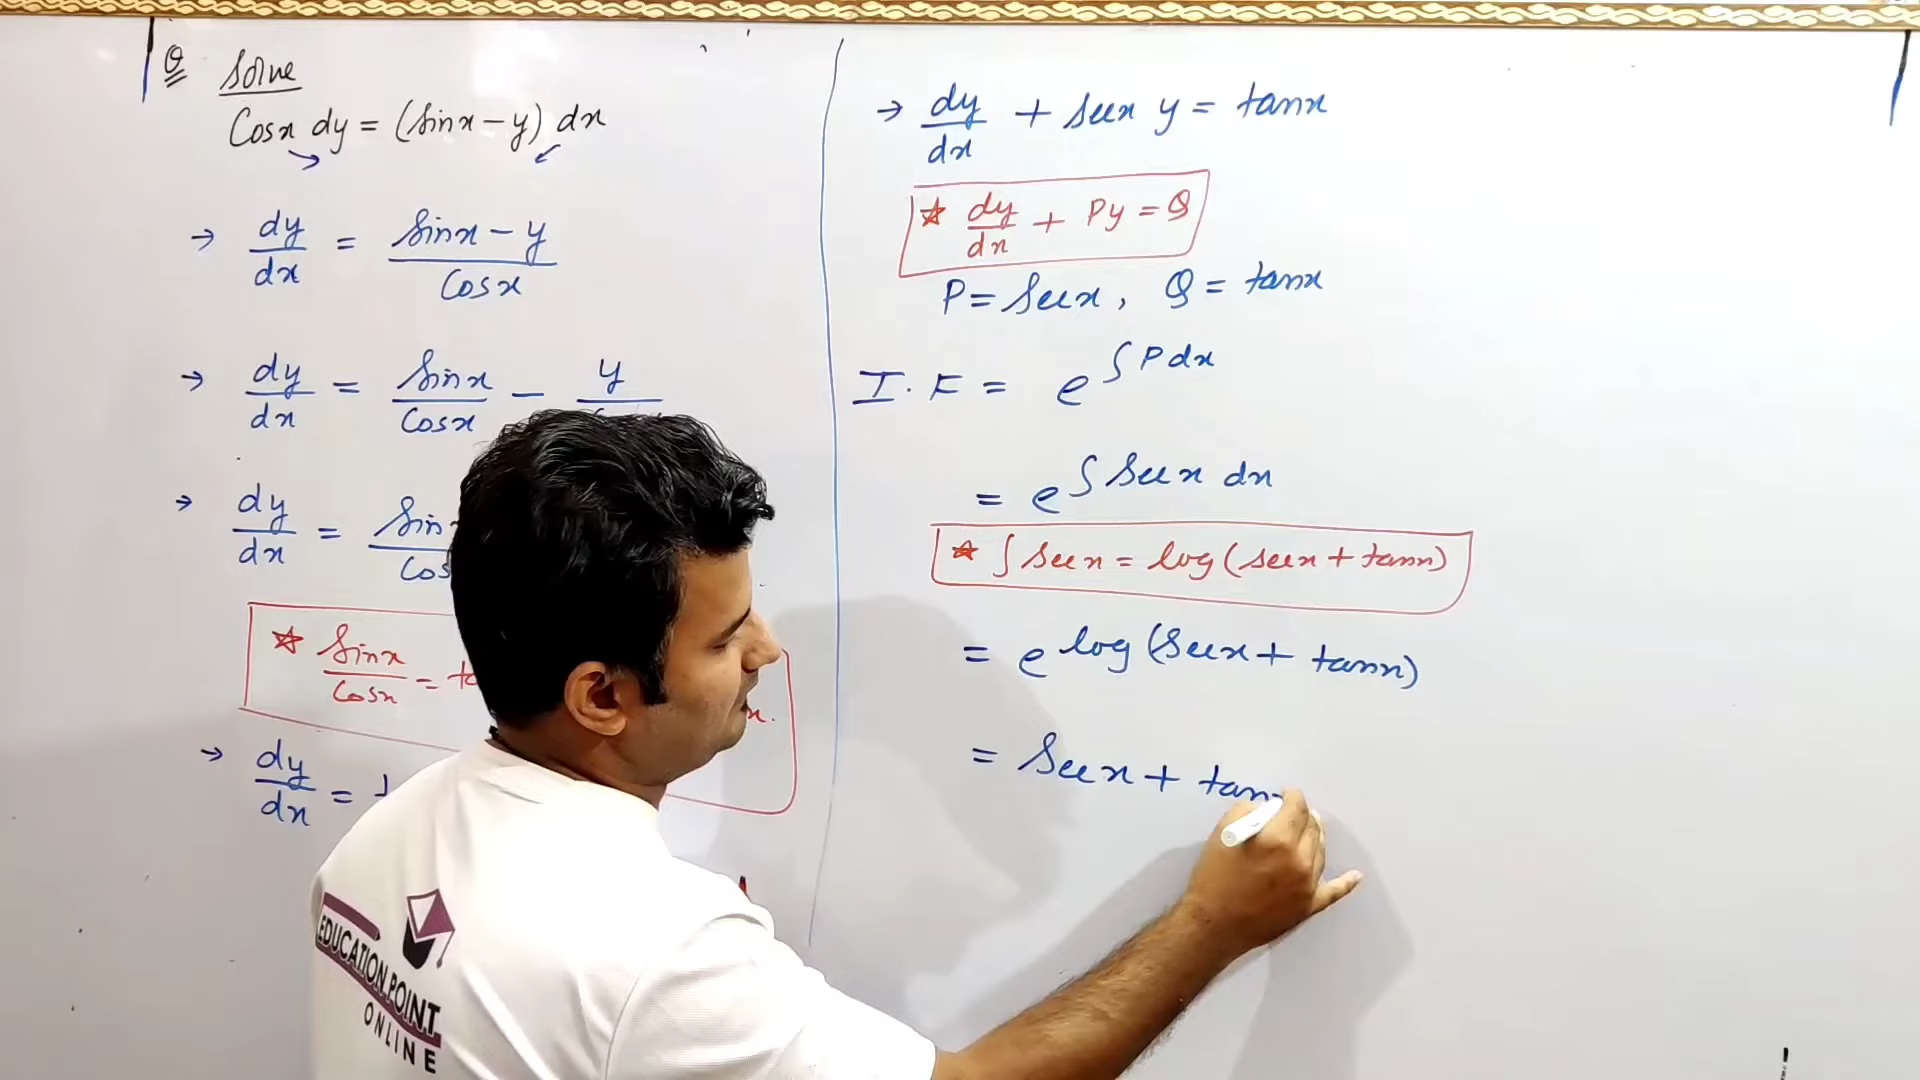 Q Solve
Cosx dy = (sinx - y) dx
→ dy/dx = sinx - y / Cosx
→ dy/dx = sinx/Cosx - y/
→ dy/dx = sin / Cos
☆ sinx/Cosx =
→ dy/dx =
→ dy/dx + secx y = tanx
☆ dy/dx + Py = Q
P = Secx, Q = tanx
I.F = e^∫Pdx
= e^∫secx dx
☆ ∫secx = log(secx + tanx)
= e^log(secx + tanx)
= Secx + tanx
EDUCATION POINT
ONLINE